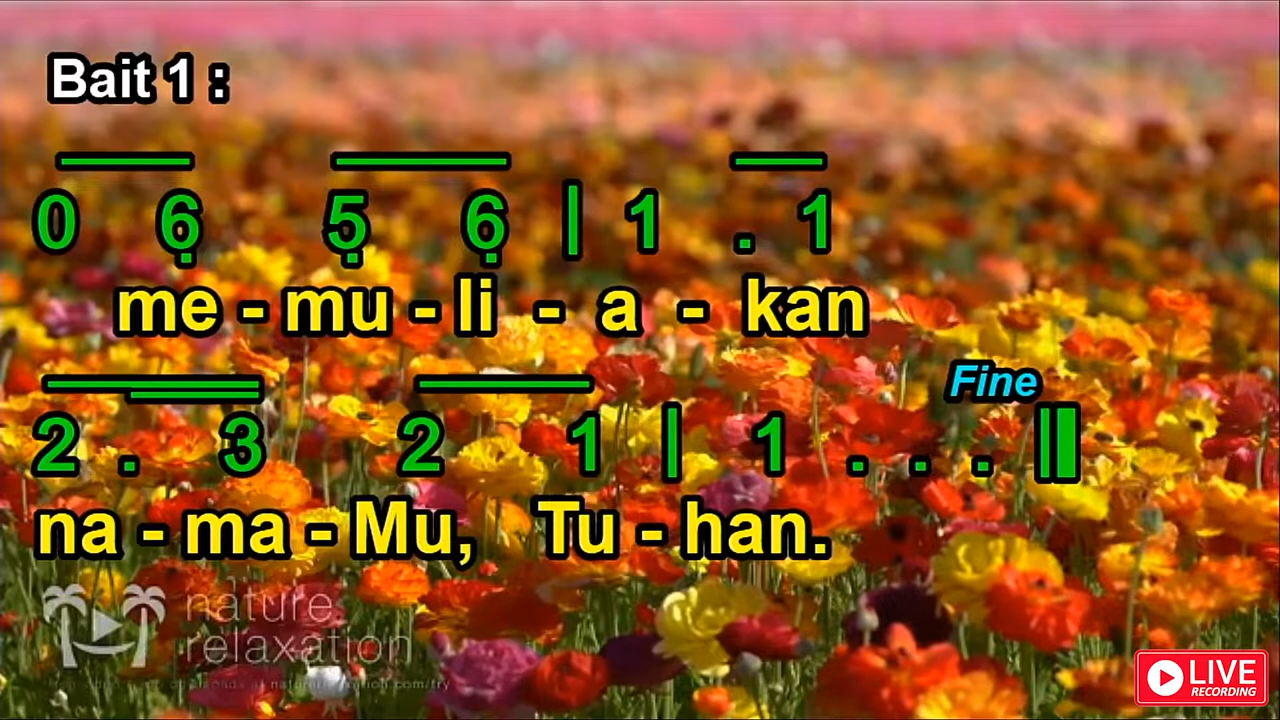 Bait 1 :
0 6̣ 5̣ 6̣ | 1 . 1
me - mu - li - a - kan
Fine
2 . 3 2 1 | 1 . . . ||
na - ma - Mu, Tu - han.
nature
relaxation
LIVE
RECORDING